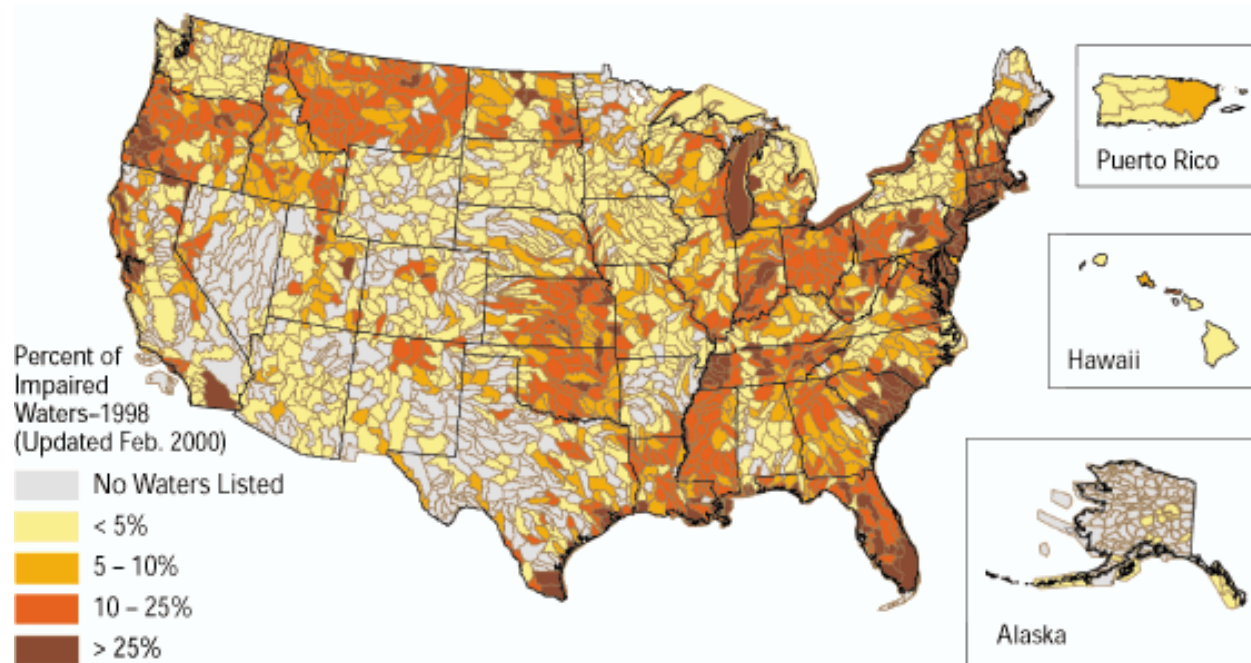 Puerto Rico
Hawaii
Alaska
Percent of
Impaired
Waters–1998
(Updated Feb. 2000)
No Waters Listed
< 5%
5 – 10%
10 – 25%
> 25%